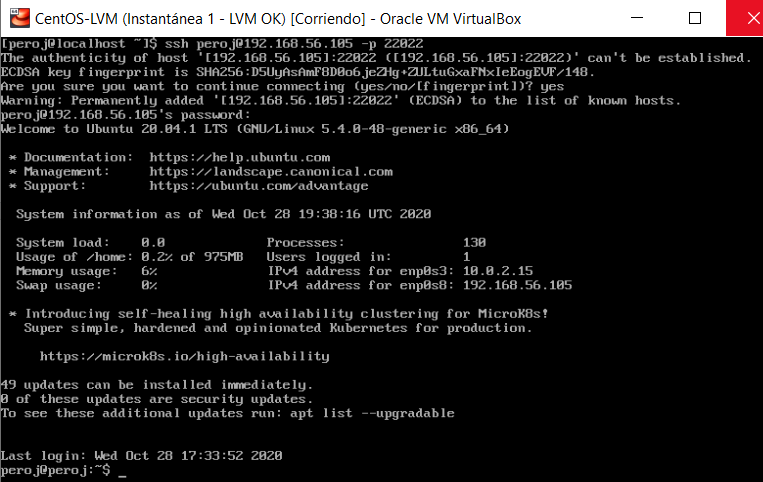 CentOS-LVM (Instantánea 1 - LVM OK) [Corriendo] - Oracle VM VirtualBox
[peroj@localhost ~]$ ssh peroj@192.168.56.105 -p 22022
The authenticity of host '[192.168.56.105]:22022 ([192.168.56.105]:22022)' can't be established.
ECDSA key fingerprint is SHA256:D5UyAsAmF8D0o6jeZHg+ZULtuGxaFNxIeEogEVF/148.
Are you sure you want to continue connecting (yes/no/[fingerprint])? yes
Warning: Permanently added '[192.168.56.105]:22022' (ECDSA) to the list of known hosts.
peroj@192.168.56.105's password:
Welcome to Ubuntu 20.04.1 LTS (GNU/Linux 5.4.0-48-generic x86_64)
* Documentation:  https://help.ubuntu.com
* Management:     https://landscape.canonical.com
* Support:        https://ubuntu.com/advantage
System information as of Wed Oct 28 19:38:16 UTC 2020
System load:    0.0             Processes:               130
Usage of /home: 0.2% of 975MB   Users logged in:         1
Memory usage:   6%              IPv4 address for enp0s3: 10.0.2.15
Swap usage:     0%              IPv4 address for enp0s8: 192.168.56.105
* Introducing self-healing high availability clustering for MicroK8s!
Super simple, hardened and opinionated Kubernetes for production.
https://microk8s.io/high-availability
49 updates can be installed immediately.
0 of these updates are security updates.
To see these additional updates run: apt list --upgradable
Last login: Wed Oct 28 17:33:52 2020
peroj@peroj:~$ _